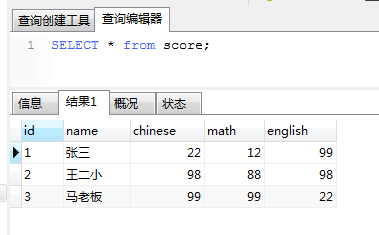 查询创建工具 查询编辑器
1 SELECT * from score;
信息 结果1 概况 状态
id name chinese math english
1 张三 22 12 99
2 王二小 98 88 98
3 马老板 99 99 22